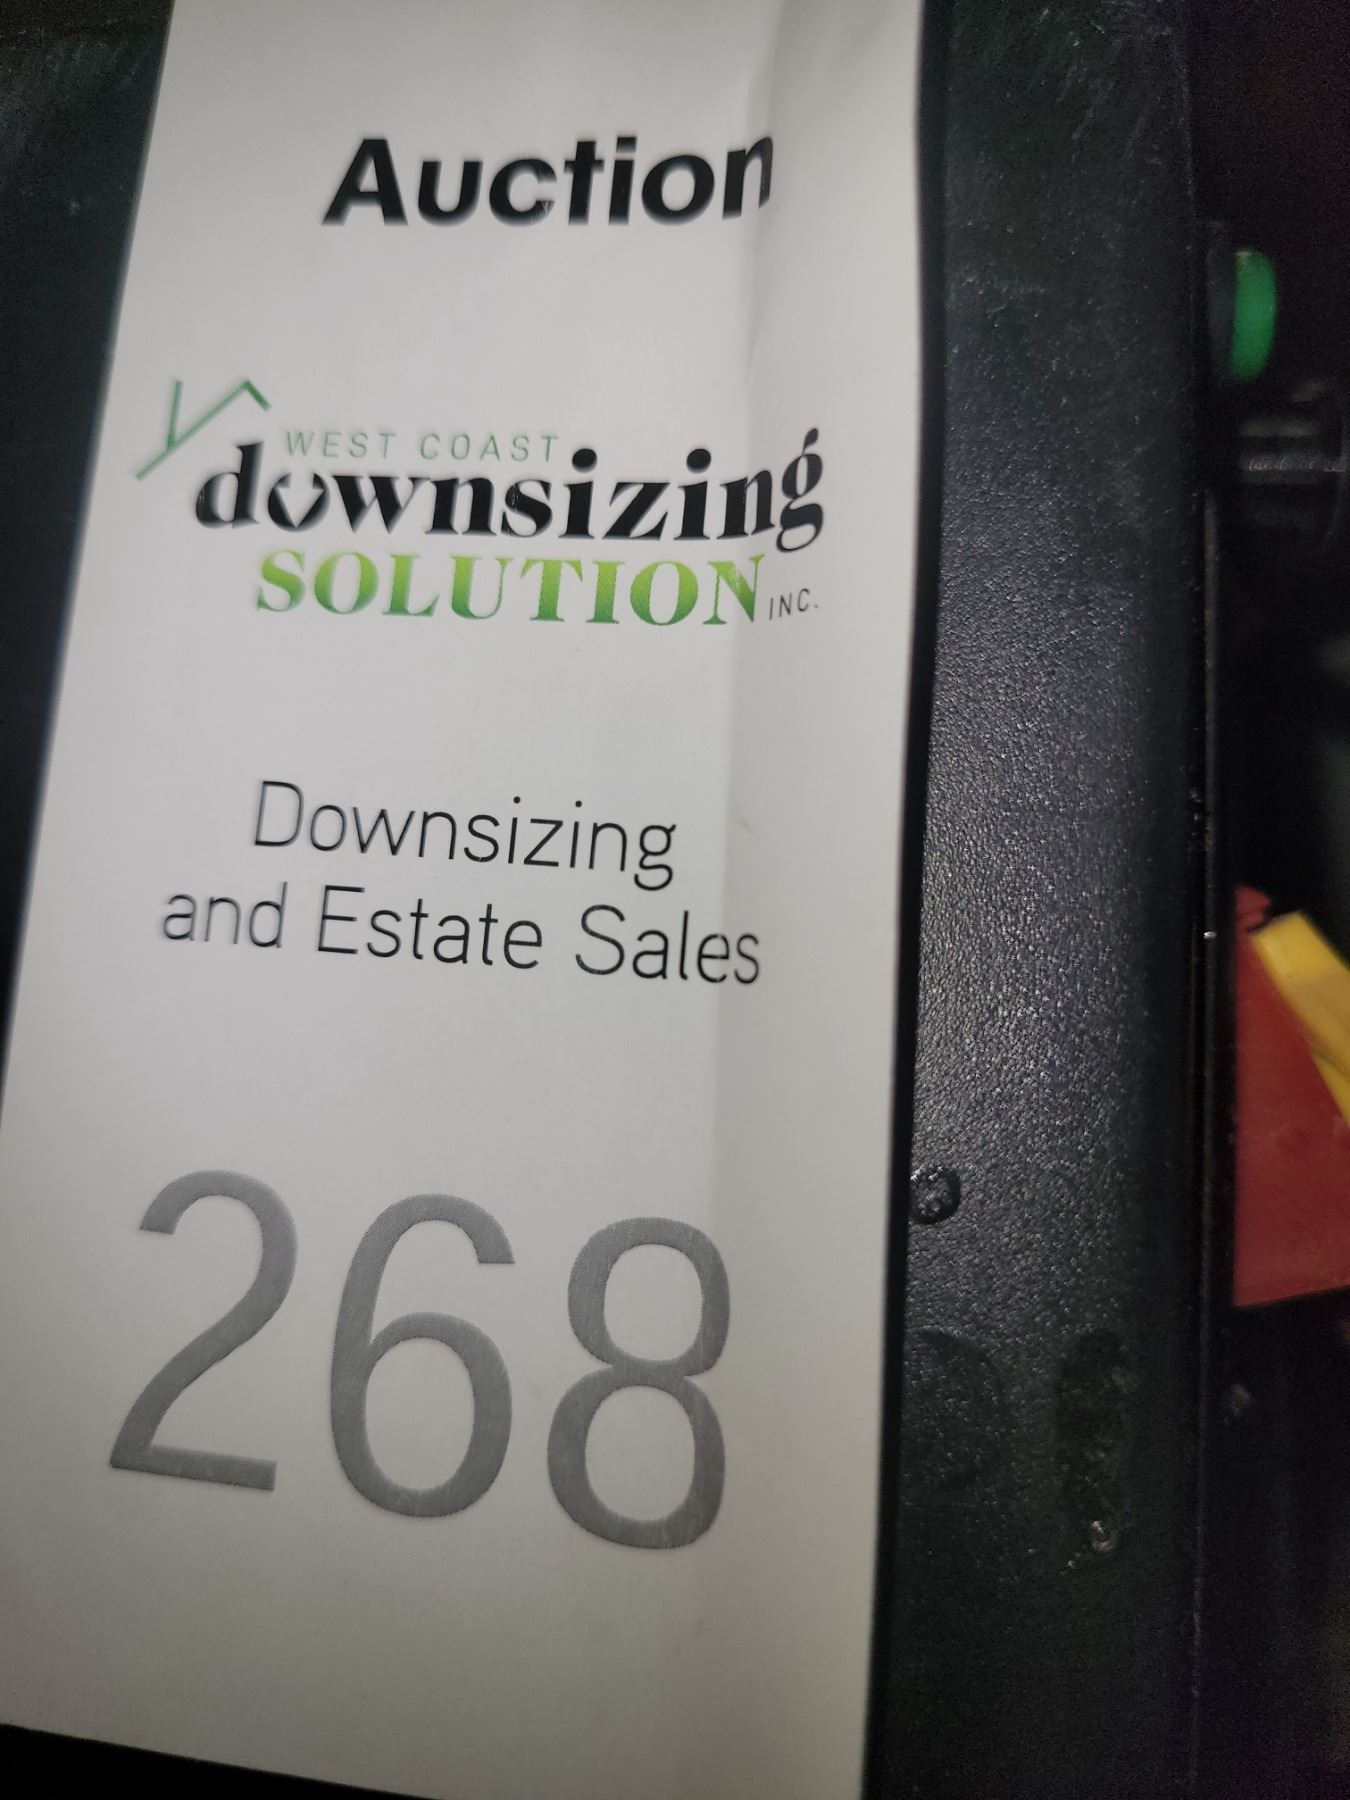 Auction
WEST COAST
downsizing
SOLUTION INC.
Downsizing
and Estate Sales
268